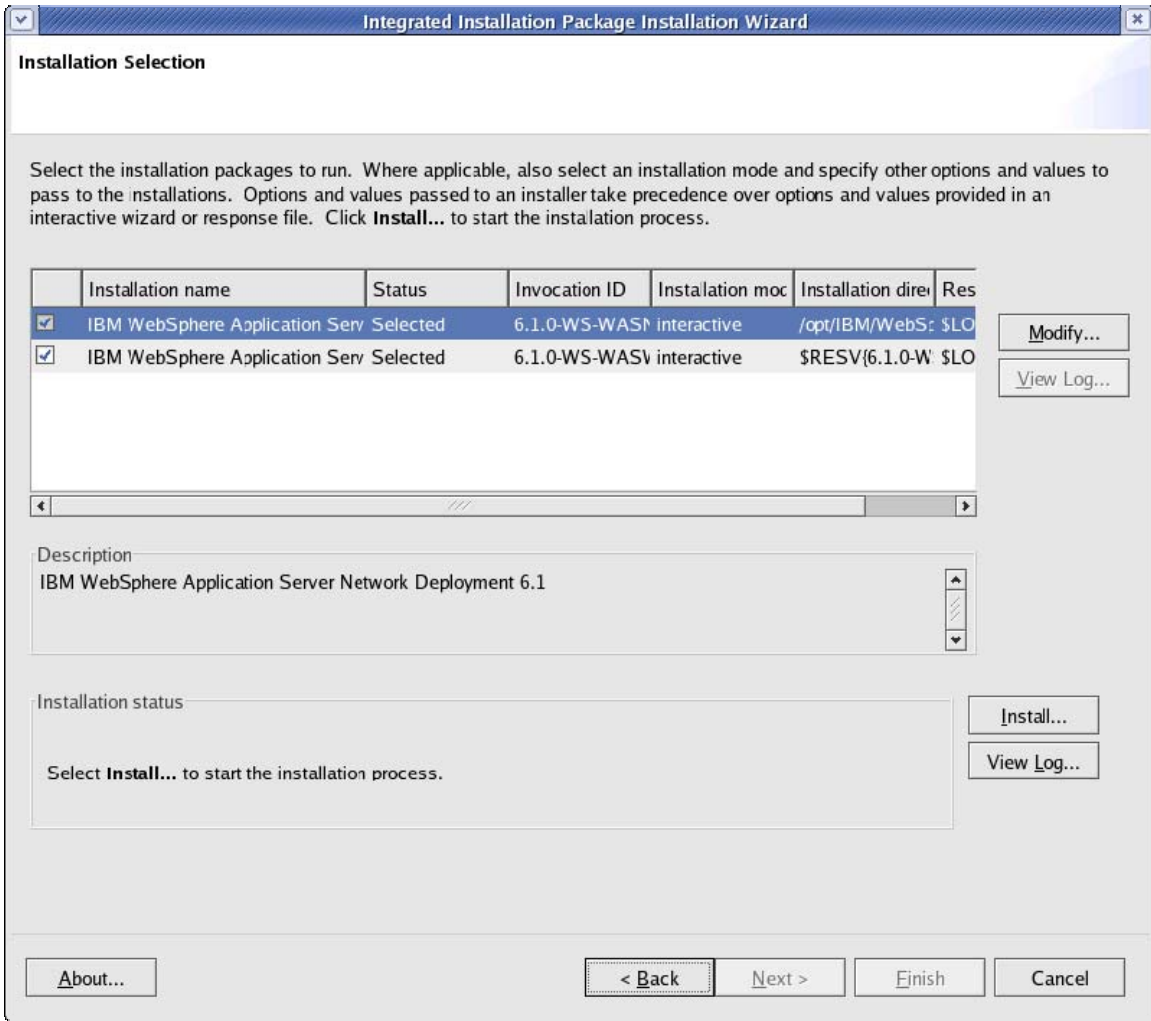 Integrated Installation Package Installation Wizard
Installation Selection
Select the installation packages to run. Where applicable, also select an installation mode and specify other options and values to
pass to the installations. Options and values passed to an installer take precedence over options and values provided in an
interactive wizard or response file. Click Install... to start the installation process.
Installation name Status Invocation ID Installation moc Installation dire Res
IBM WebSphere Application Serv Selected 6.1.0-WS-WASN interactive /opt/IBM/WebSp $LO
IBM WebSphere Application Serv Selected 6.1.0-WS-WASW interactive $RESV{6.1.0-W $LO
Modify...
View Log...
Description
IBM WebSphere Application Server Network Deployment 6.1
Installation status
Select Install... to start the installation process.
Install...
View Log...
About...
< Back
Next >
Finish
Cancel